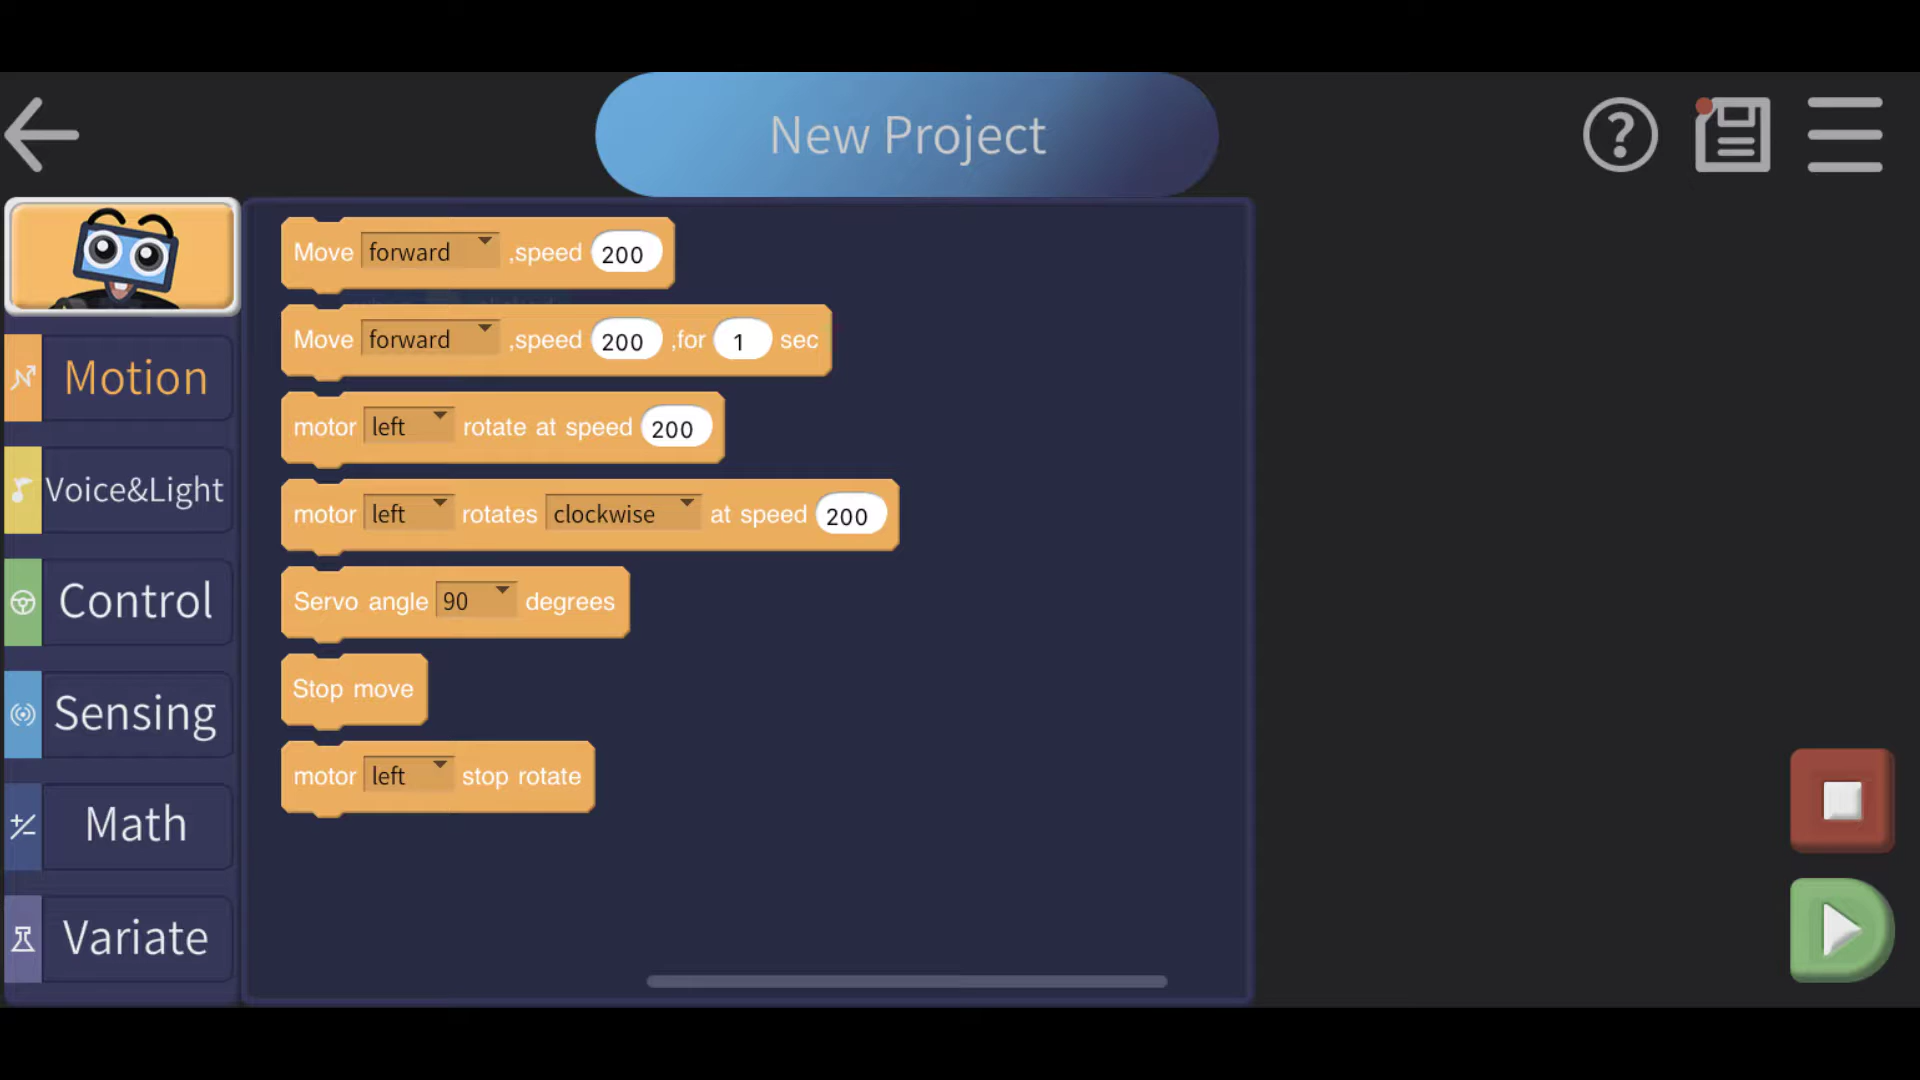 New Project
Move forward ,speed 200
Move forward ,speed 200 ,for 1 sec
motor left rotate at speed 200
motor left rotates clockwise at speed 200
Servo angle 90 degrees
Stop move
motor left stop rotate
Motion
Voice&Light
Control
Sensing
Math
Variate